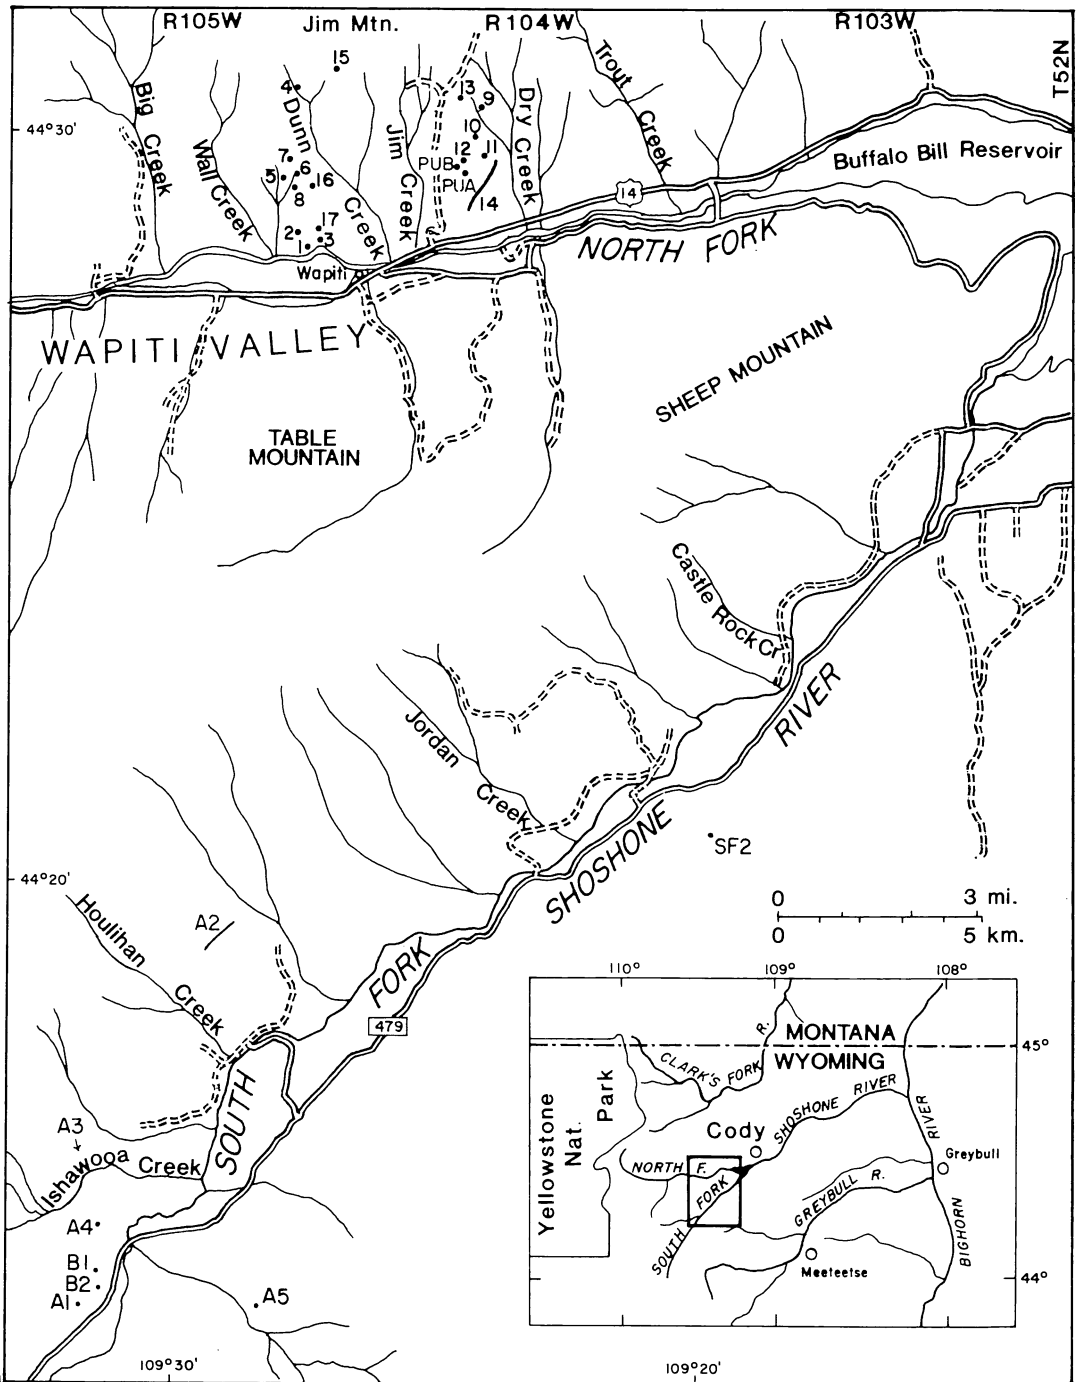 R105W
Jim Mtn.
R104W
R103W
T52N
15
4
Big
Creek
Wall Creek
Dunn
Creek
Jim
Creek
13
9
10
12
11
PUB
PUA
14
Dry Creek
Trout
Creek
44°30'
7
6
5
8
16
17
2
1
3
Wapiti
14
Buffalo Bill Reservoir
NORTH FORK
WAPITI VALLEY
SHEEP MOUNTAIN
TABLE
MOUNTAIN
Castle
Rock Cr
RIVER
Jordan
Creek
SHOSHONE
SF2
44°20'
Houlihan
Creek
A2
FORK
479
SOUTH
A3
Ishawooa
Creek
A4
B1
B2
A1
A5
109°30'
109°20'
0 3 mi.
0 5 km.
110°
109°
108°
MONTANA
WYOMING
45°
44°
CLARK'S FORK R.
Yellowstone
Nat. Park
Cody
SHOSHONE RIVER
NORTH F.
SOUTH FORK
GREYBULL R.
Greybull
BIGHORN RIVER
Meeteetse